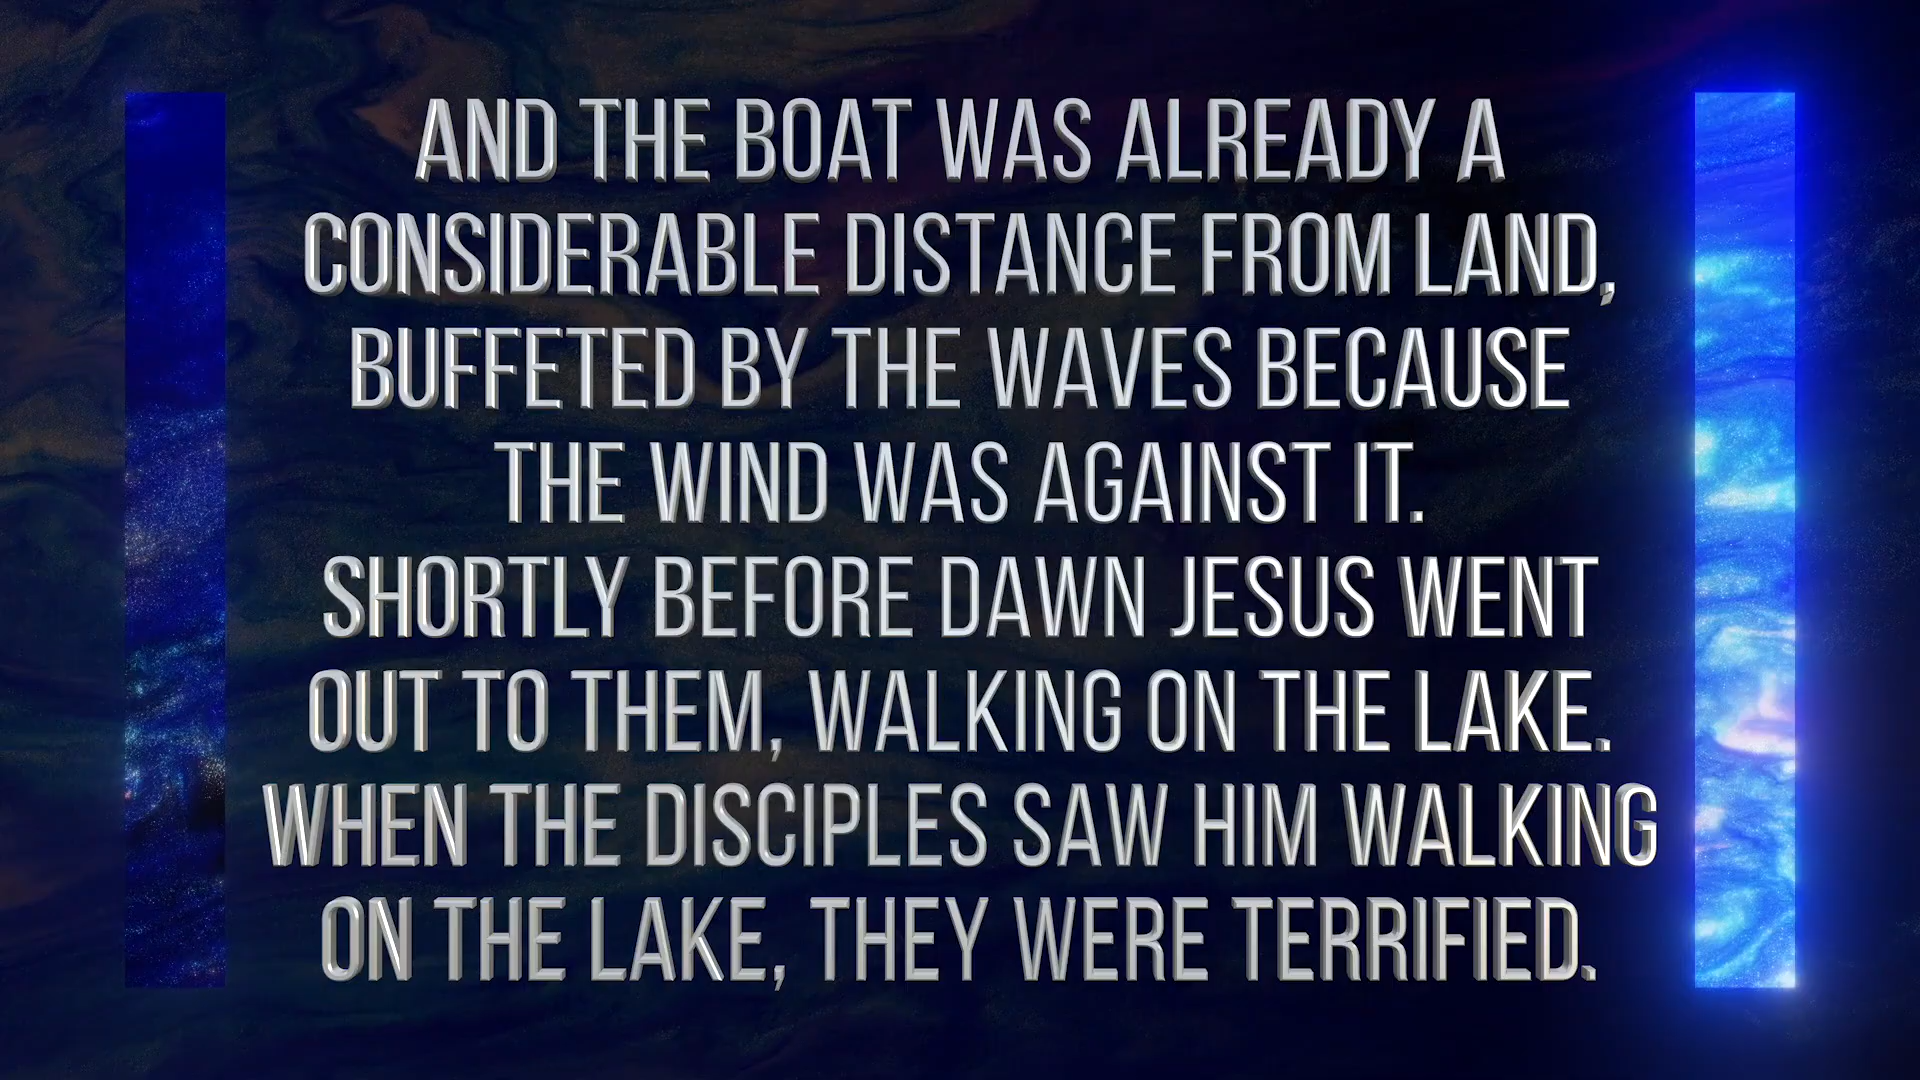 AND THE BOAT WAS ALREADY A
CONSIDERABLE DISTANCE FROM LAND,
BUFFETED BY THE WAVES BECAUSE
THE WIND WAS AGAINST IT.
SHORTLY BEFORE DAWN JESUS WENT
OUT TO THEM, WALKING ON THE LAKE.
WHEN THE DISCIPLES SAW HIM WALKING
ON THE LAKE, THEY WERE TERRIFIED.